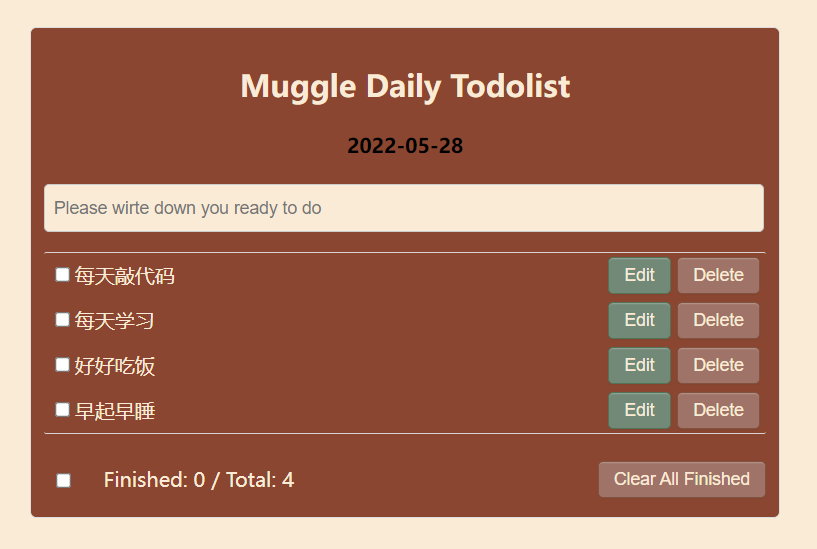 Muggle Daily Todolist
2022-05-28
Please wirte down you ready to do
每天敲代码 Edit Delete
每天学习 Edit Delete
好好吃饭 Edit Delete
早起早睡 Edit Delete
Finished: 0 / Total: 4 Clear All Finished